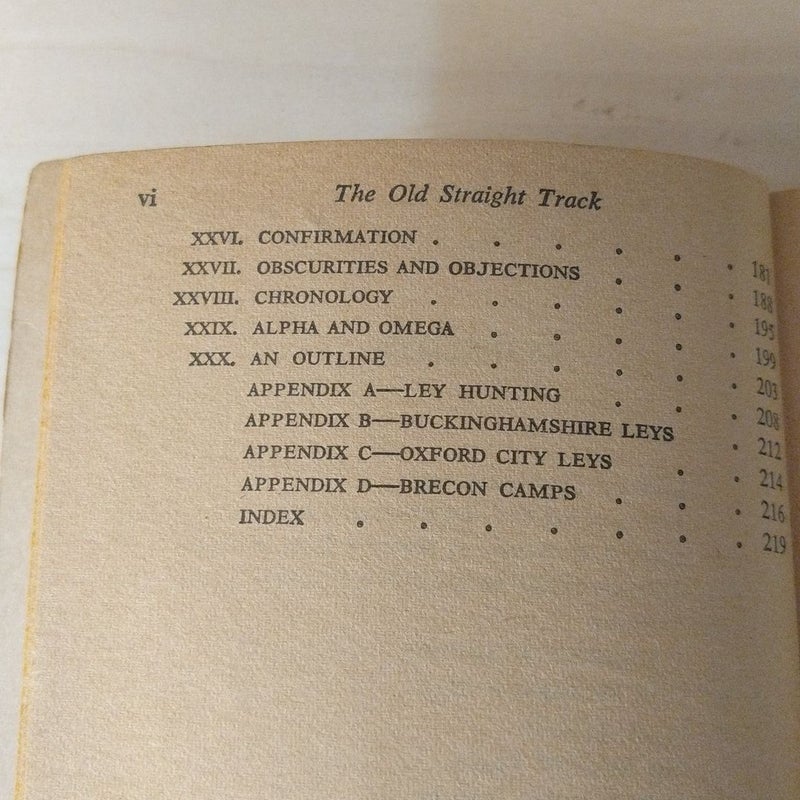 vi The Old Straight Track
XXVI. CONFIRMATION . . . . . . 181
XXVII. OBSCURITIES AND OBJECTIONS . . . 188
XXVIII. CHRONOLOGY . . . . . . 195
XXIX. ALPHA AND OMEGA . . . . . 199
XXX. AN OUTLINE . . . . . . 203
APPENDIX A—LEY HUNTING . . . 208
APPENDIX B—BUCKINGHAMSHIRE LEYS . 212
APPENDIX C—OXFORD CITY LEYS . . 214
APPENDIX D—BRECON CAMPS . . . 216
INDEX . . . . . . . 219